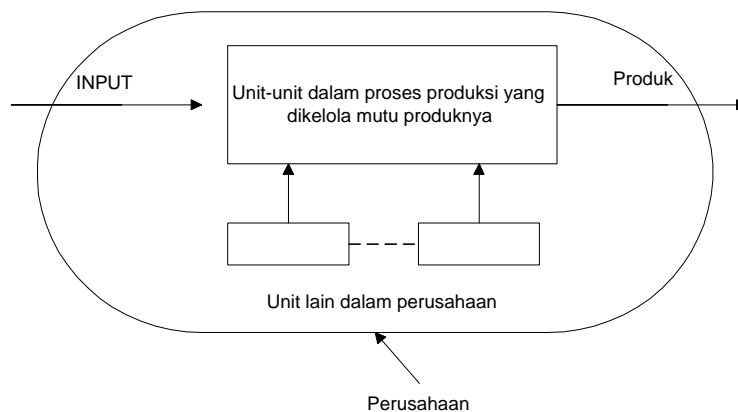 INPUT
Produk
Unit-unit dalam proses produksi yang
dikelola mutu produknya
Unit lain dalam perusahaan
Perusahaan